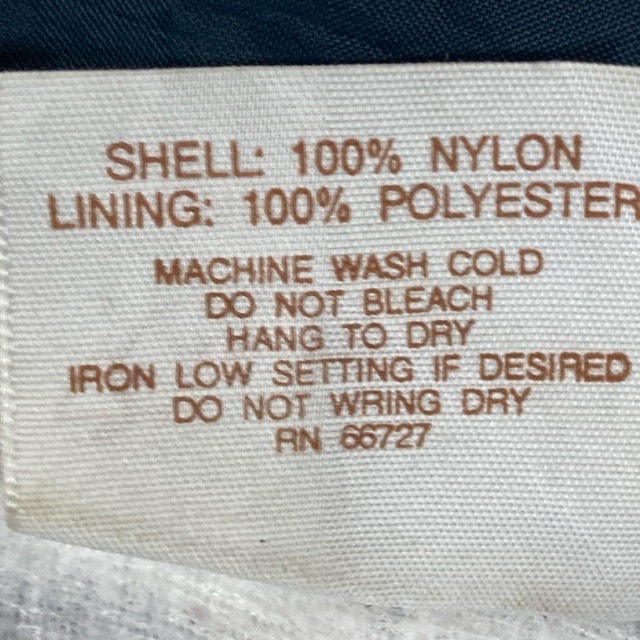 SHELL: 100% NYLON
LINING: 100% POLYESTER
MACHINE WASH COLD
DO NOT BLEACH
HANG TO DRY
IRON LOW SETTING IF DESIRED
DO NOT WRING DRY
RN 66727